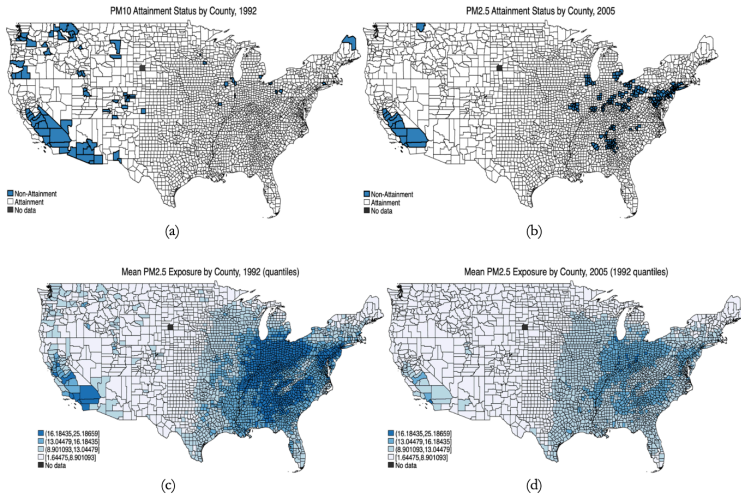 PM10 Attainment Status by County, 1992
PM2.5 Attainment Status by County, 2005
Non-Attainment
Attainment
No data
Non-Attainment
Attainment
No data
(a)
(b)
Mean PM2.5 Exposure by County, 1992 (quantiles)
Mean PM2.5 Exposure by County, 2005 (1992 quantiles)
(16.18435,25.18659]
(13.04479,16.18435]
(8.901093,13.04479]
[1.64475,8.901093]
No data
(16.18435,25.18659]
(13.04479,16.18435]
(8.901093,13.04479]
[1.64475,8.901093]
No data
(c)
(d)